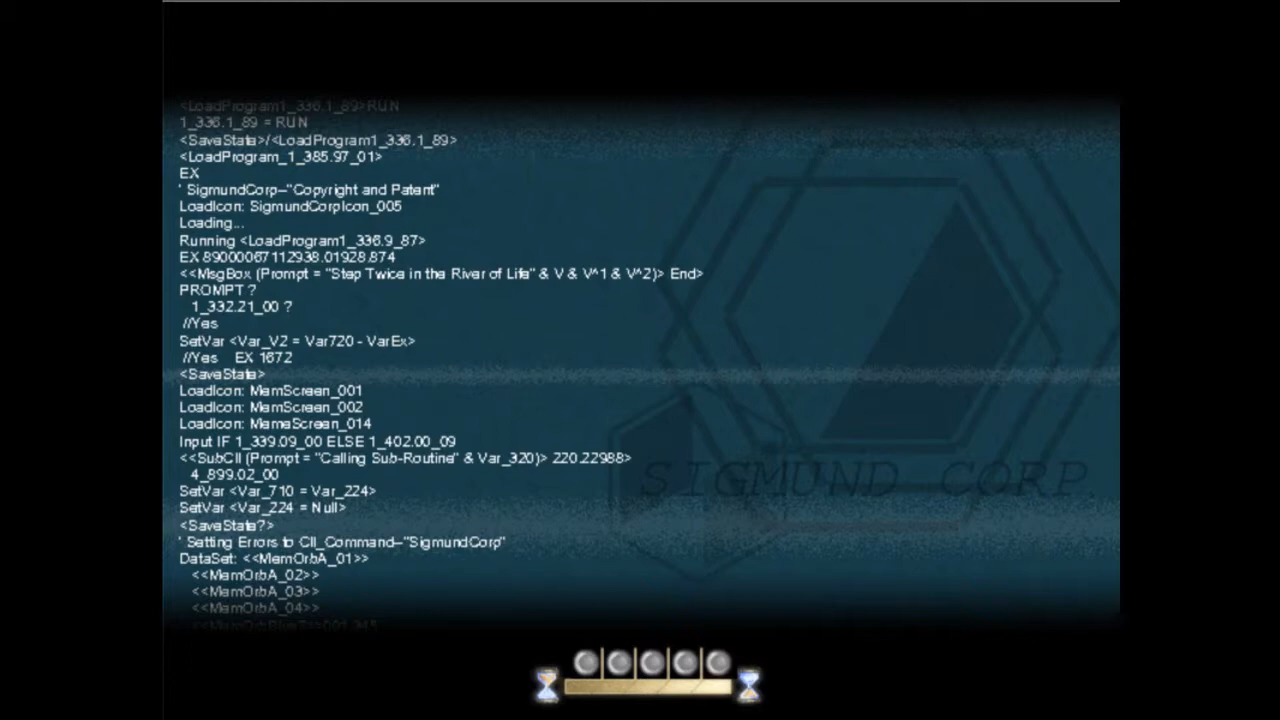 <LoadProgram1_336.1_89>RUN
1_336.1_89 = RUN
<SaveState>/<LoadProgram1_336.1_89>
<LoadProgram_1_385.97_01>
EX
' SigmundCorp--"Copyright and Patent"
LoadIcon: SigmundCorpIcon_005
Loading...
Running <LoadProgram1_336.9_87>
EX 89000067112938.01928.874
<<MsgBox (Prompt = "Step Twice in the River of Life" & V & V^1 & V^2)> End>
PROMPT ?
1_332.21_00 ?
//Yes
SetVar <Var_V2 = Var720 - VarEx>
//Yes EX 1672
<SaveState>
LoadIcon: MemScreen_001
LoadIcon: MemScreen_002
LoadIcon: MemeScreen_014
Input IF 1_339.09_00 ELSE 1_402.00_09
<<SubCll (Prompt = "Calling Sub-Routine" & Var_320)> 220.22988>
4_899.02_00
SetVar <Var_710 = Var_224>
SetVar <Var_224 = Null>
<SaveState?>
' Setting Errors to Cll_Command--"SigmundCorp"
DataSet: <<MemOrbA_01>>
<<MemOrbA_02>>
<<MemOrbA_03>>
<<MemOrbA_04>>
SIGMUND CORP